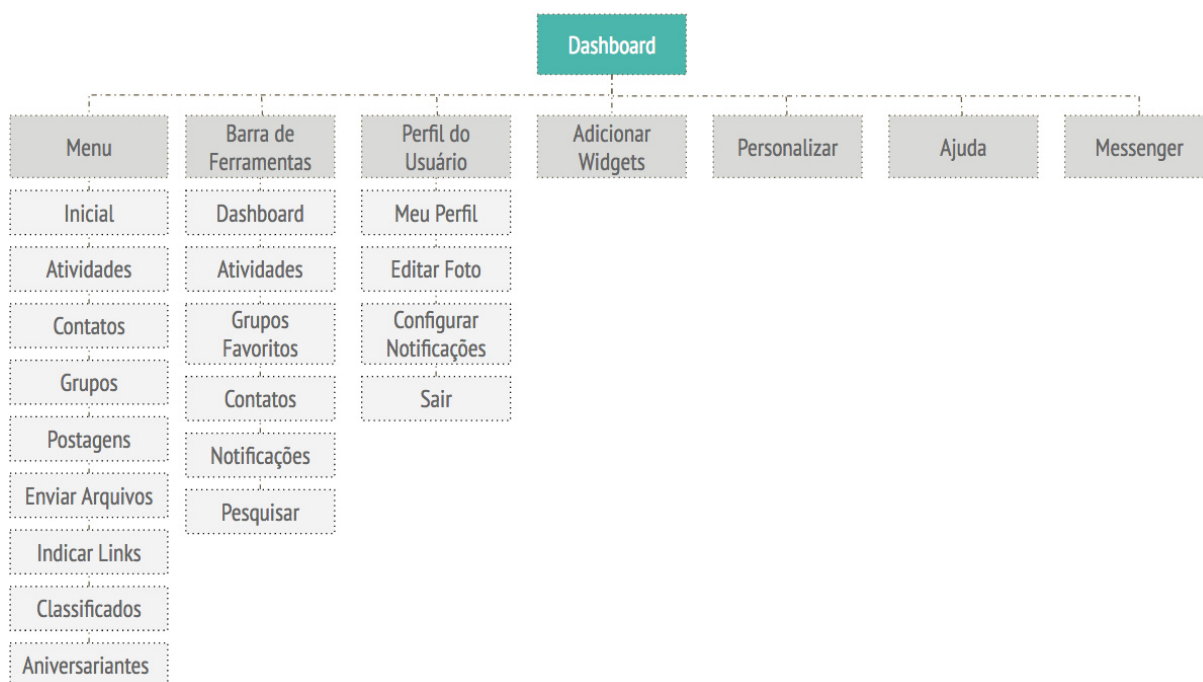 Dashboard
Menu
Barra de
Ferramentas
Perfil do
Usuário
Adicionar
Widgets
Personalizar
Ajuda
Messenger
Inicial
Atividades
Contatos
Grupos
Postagens
Enviar Arquivos
Indicar Links
Classificados
Aniversariantes
Dashboard
Atividades
Grupos
Favoritos
Contatos
Notificações
Pesquisar
Meu Perfil
Editar Foto
Configurar
Notificações
Sair